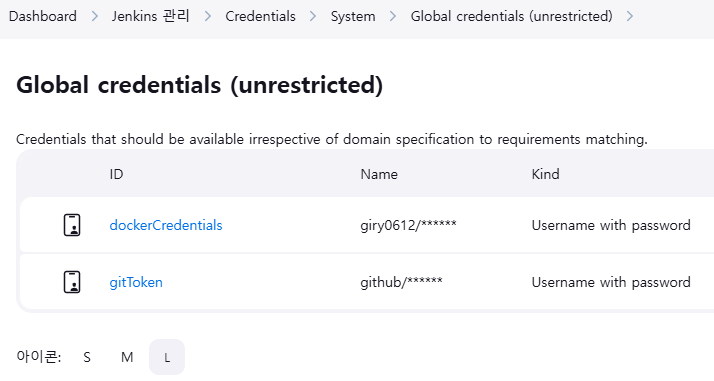 Dashboard > Jenkins 관리 > Credentials > System > Global credentials (unrestricted) >
Global credentials (unrestricted)
Credentials that should be available irrespective of domain specification to requirements matching.
ID Name Kind
dockerCredentials giry0612/****** Username with password
gitToken github/****** Username with password
아이콘: S M L